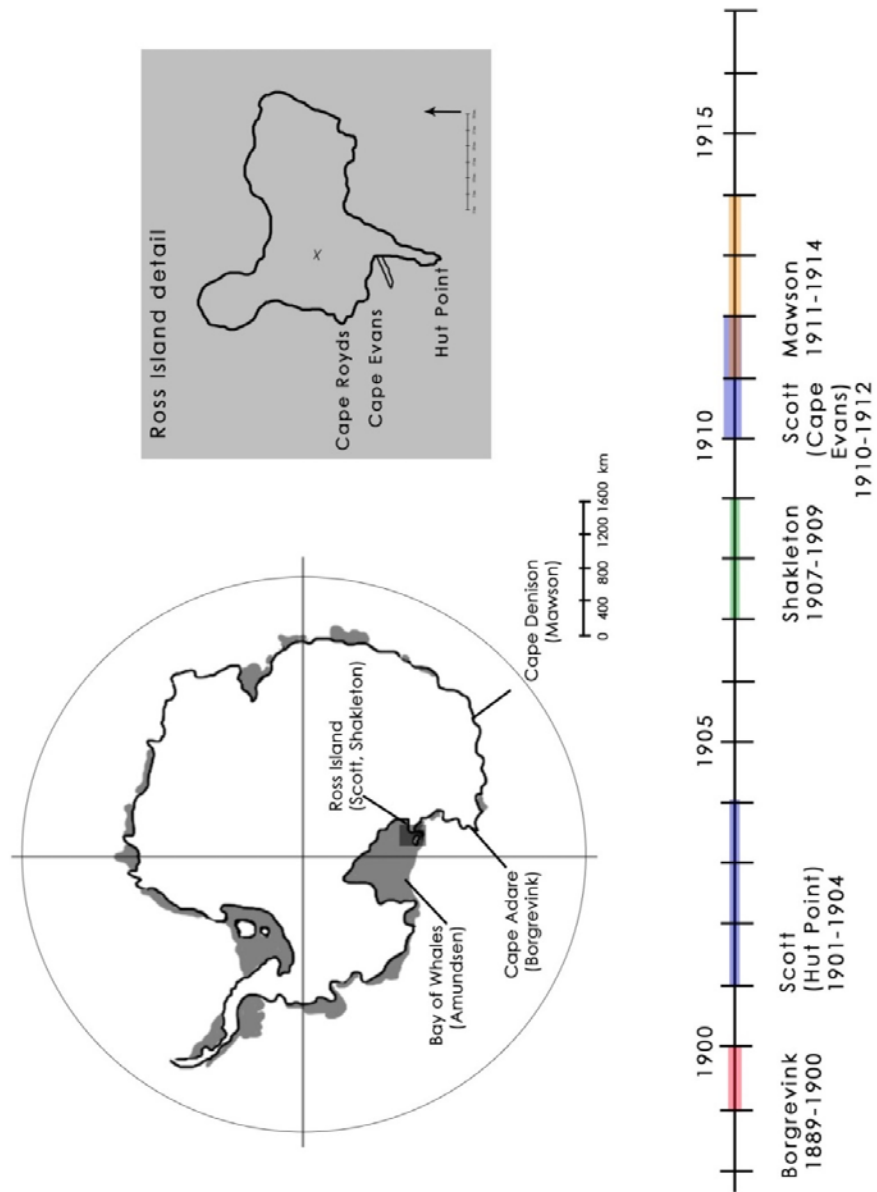 Ross Island detail
Cape Royds
Cape Evans
Hut Point
Ross Island
(Scott, Shakleton)
Bay of Whales
(Amundsen)
Cape Adare
(Borgrevink)
Cape Denison
(Mawson)
0 400 800 1200 1600 km
1900
1905
1910
1915
Borgrevink
1889-1900
Scott
(Hut Point)
1901-1904
Shakleton
1907-1909
Scott
(Cape
Evans)
1910-1912
Mawson
1911-1914